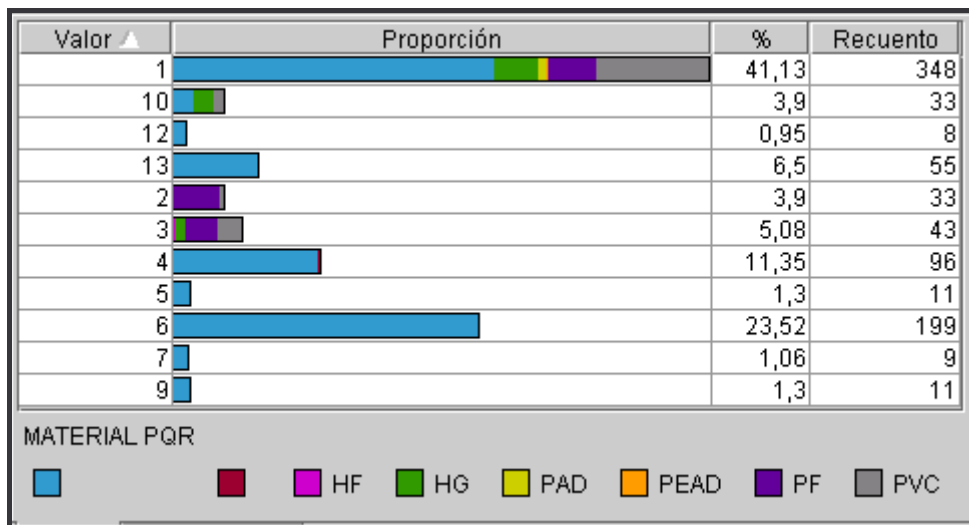 Valor Proporción % Recuento
1 41,13 348
10 3,9 33
12 0,95 8
13 6,5 55
2 3,9 33
3 5,08 43
4 11,35 96
5 1,3 11
6 23,52 199
7 1,06 9
9 1,3 11
MATERIAL PQR
HF HG PAD PEAD PF PVC